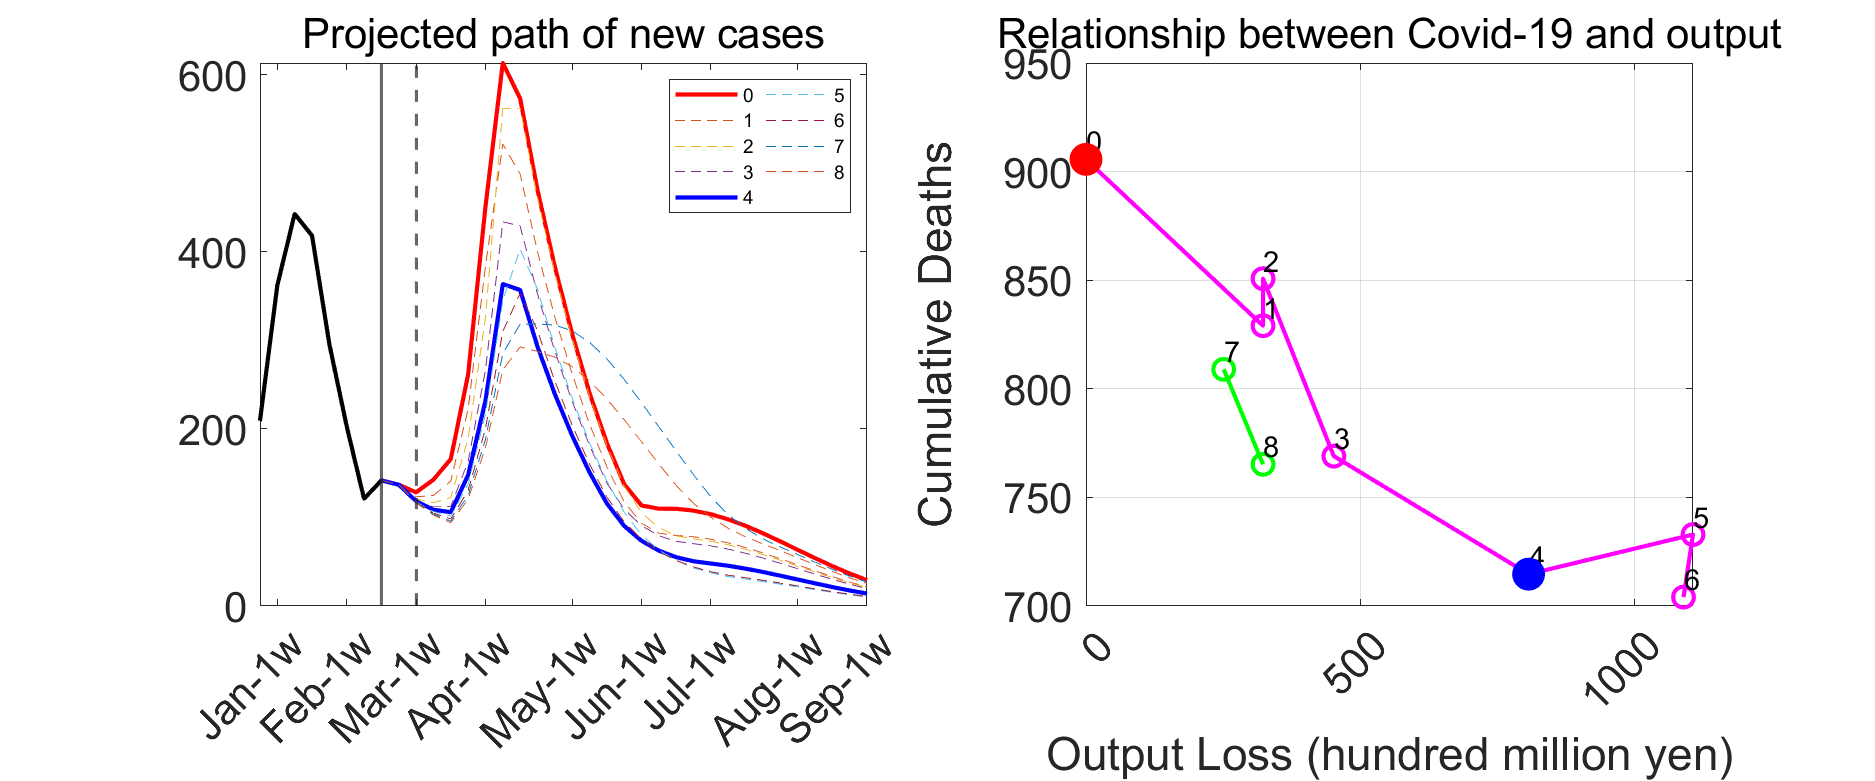 Projected path of new cases
600
400
200
0
0
1
2
3
4
5
6
7
8
Jan-1w
Feb-1w
Mar-1w
Apr-1w
May-1w
Jun-1w
Jul-1w
Aug-1w
Sep-1w
Relationship between Covid-19 and output
Cumulative Deaths
950
900
850
800
750
700
0
2
1
7
8
3
5
4
6
0
500
1000
Output Loss (hundred million yen)